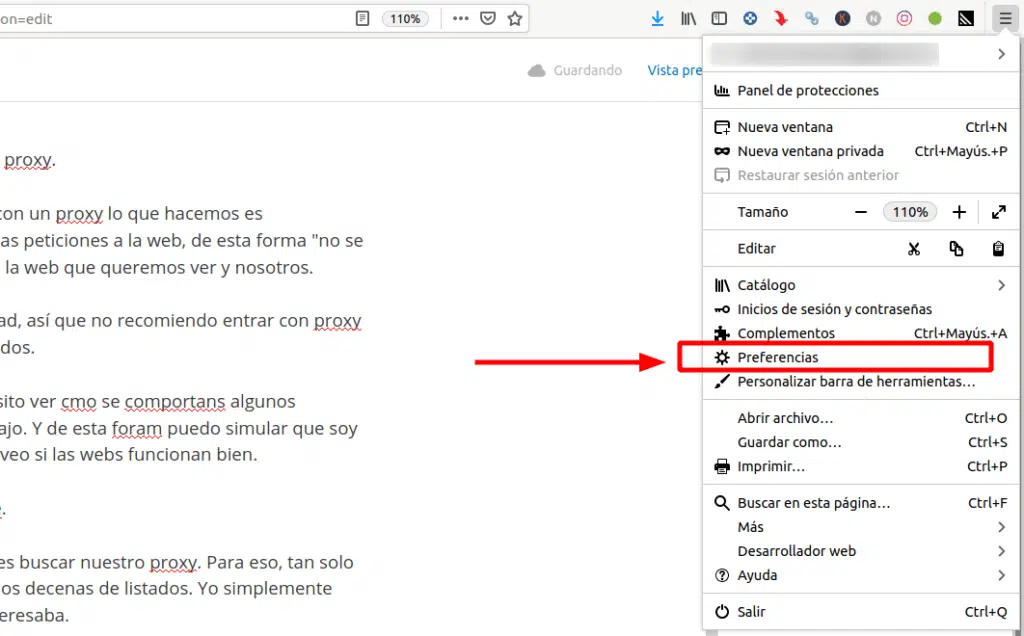 on=edit
110%
Guardando
Vista pre
proxy.
con un proxy lo que hacemos es
as peticiones a la web, de esta forma "no se
la web que queremos ver y nosotros.
ad, así que no recomiendo entrar con proxy
dos.
sito ver cmo se comportans algunos
ajo. Y de esta foram puedo simular que soy
veo si las webs funcionan bien.
es buscar nuestro proxy. Para eso, tan solo
os decenas de listados. Yo simplemente
eresaba.
Panel de protecciones
Nueva ventana Ctrl+N
Nueva ventana privada Ctrl+Mayús.+P
Restaurar sesión anterior
Tamaño 110%
Editar
Catálogo
Inicios de sesión y contraseñas
Complementos Ctrl+Mayús.+A
Preferencias
Personalizar barra de herramientas...
Abrir archivo... Ctrl+O
Guardar como... Ctrl+S
Imprimir... Ctrl+P
Buscar en esta página... Ctrl+F
Más
Desarrollador web
Ayuda
Salir Ctrl+Q